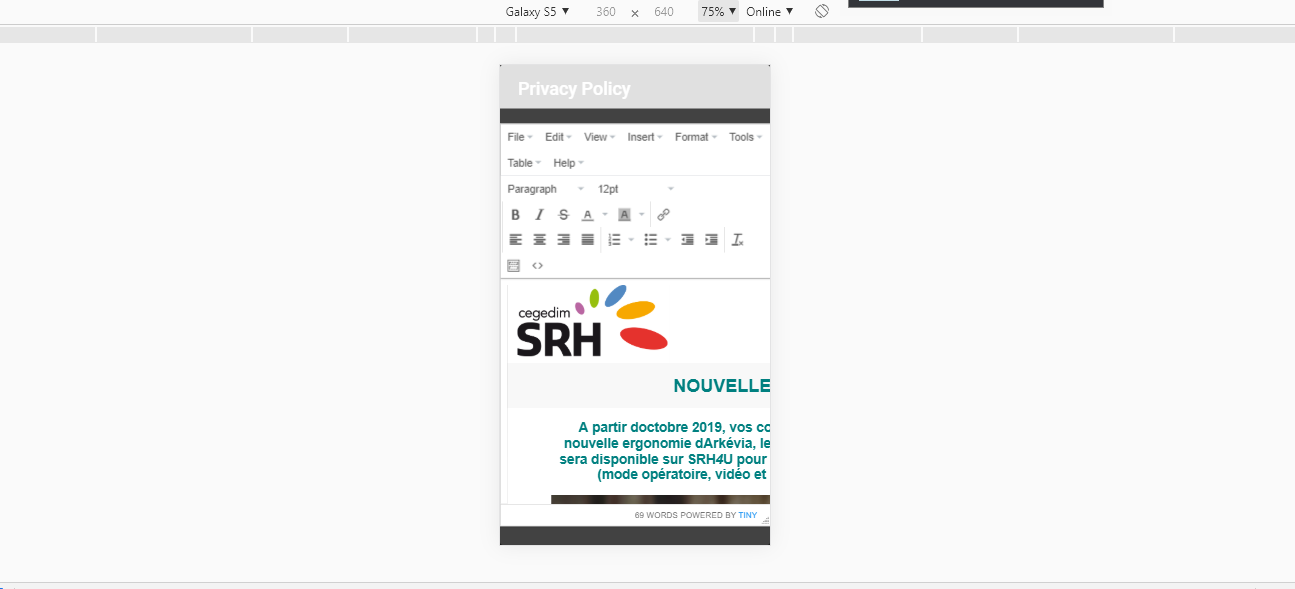 Galaxy S5 ▼ 360 × 640 75% ▼ Online ▼
Privacy Policy
File Edit View Insert Format Tools
Table Help
Paragraph 12pt
B I S A A
cegedim
SRH
NOUVELLE
A partir doctobre 2019, vos co
nouvelle ergonomie dArkévia, le
sera disponible sur SRH4U pour
(mode opératoire, vidéo et
69 WORDS POWERED BY TINY